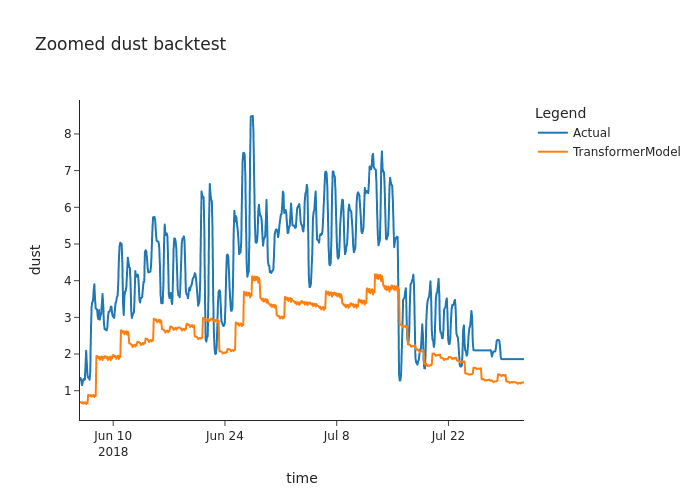 Zoomed dust backtest
Legend
Actual
TransformerModel
dust
8
7
6
5
4
3
2
1
Jun 10
2018
Jun 24
Jul 8
Jul 22
time